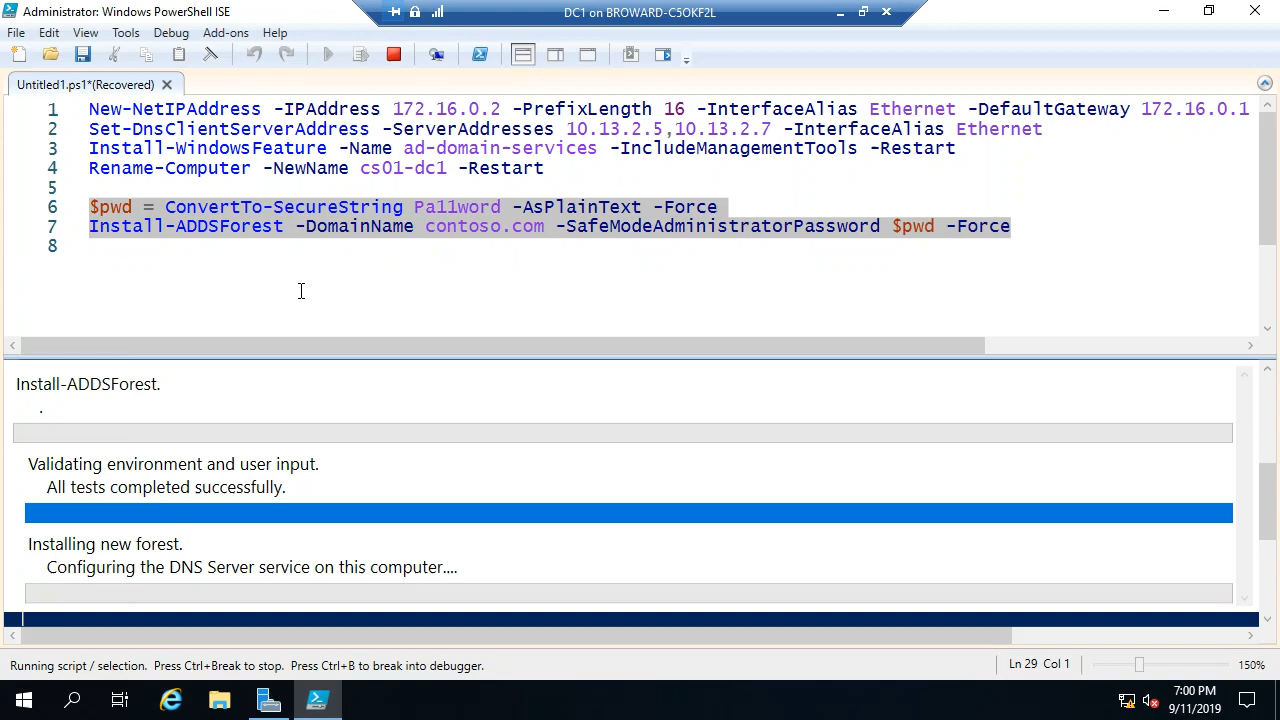 Administrator: Windows PowerShell ISE
DC1 on BROWARD-C5OKF2L
File Edit View Tools Debug Add-ons Help
Untitled1.ps1*(Recovered)
1 New-NetIPAddress -IPAddress 172.16.0.2 -PrefixLength 16 -InterfaceAlias Ethernet -DefaultGateway 172.16.0.1
2 Set-DnsClientServerAddress -ServerAddresses 10.13.2.5,10.13.2.7 -InterfaceAlias Ethernet
3 Install-WindowsFeature -Name ad-domain-services -IncludeManagementTools -Restart
4 Rename-Computer -NewName cs01-dc1 -Restart
5
6 $pwd = ConvertTo-SecureString Pa11word -AsPlainText -Force
7 Install-ADDSForest -DomainName contoso.com -SafeModeAdministratorPassword $pwd -Force
8
Install-ADDSForest.
.
Validating environment and user input.
All tests completed successfully.
Installing new forest.
Configuring the DNS Server service on this computer....
Running script / selection. Press Ctrl+Break to stop. Press Ctrl+B to break into debugger.
Ln 29 Col 1
150%
7:00 PM
9/11/2019